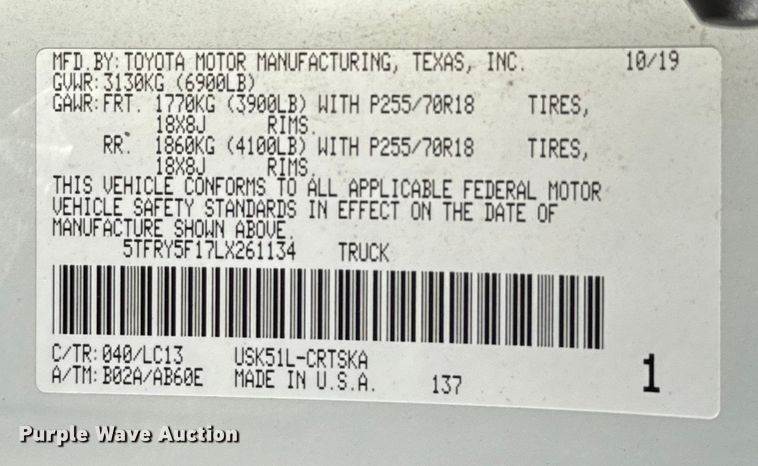 MFD.BY: TOYOTA MOTOR MANUFACTURING, TEXAS, INC. 10/19
GVWR: 3130KG (6900LB)
GAWR: FRT. 1770KG (3900LB) WITH P255/70R18 TIRES,
18X8J RIMS.
RR. 1860KG (4100LB) WITH P255/70R18 TIRES,
18X8J RIMS.
THIS VEHICLE CONFORMS TO ALL APPLICABLE FEDERAL MOTOR
VEHICLE SAFETY STANDARDS IN EFFECT ON THE DATE OF
MANUFACTURE SHOWN ABOVE.
5TFRY5F17LX261134 TRUCK
C/TR: 040/LC13 USK51L-CRTSKA
A/TM: B02A/AB60E MADE IN U.S.A. 137 1
Purple Wave Auction